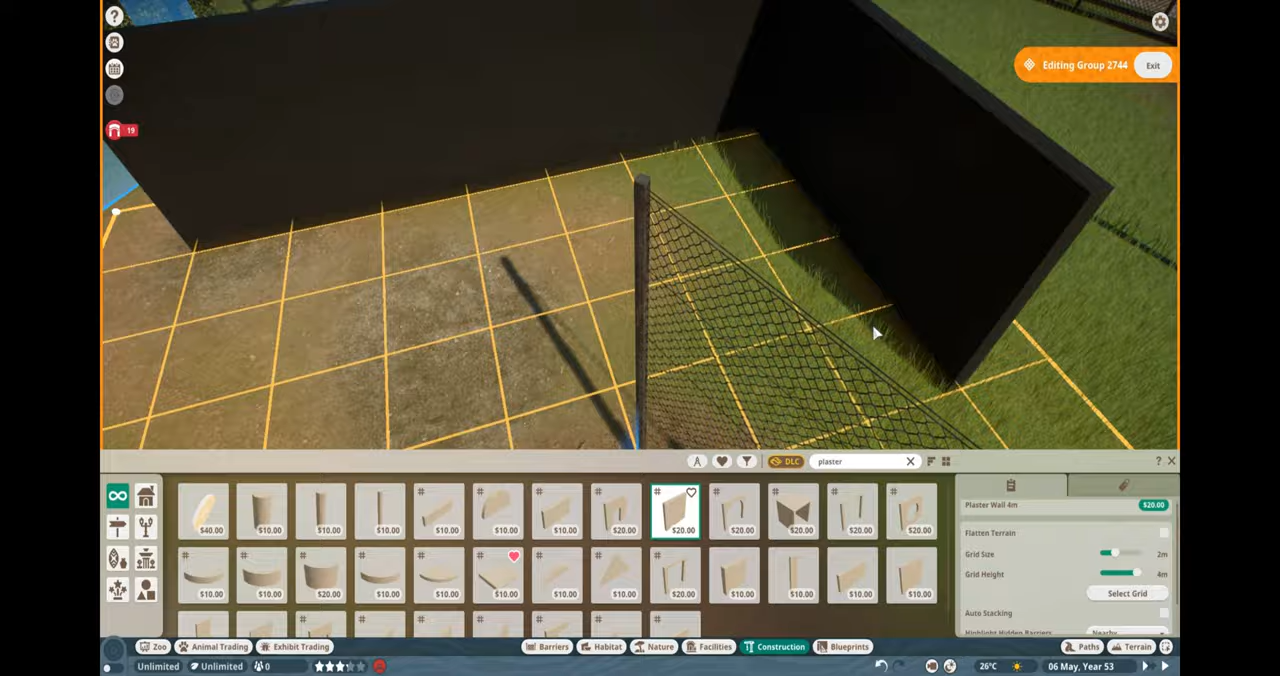 ?
Editing Group 2744
Exit
19
DLC
plaster
?
$40.00 $10.00 $10.00 $10.00 $10.00 $10.00 $10.00 $20.00 $20.00 $20.00 $20.00 $20.00 $20.00
$10.00 $10.00 $20.00 $10.00 $10.00 $10.00 $10.00 $10.00 $20.00 $10.00 $10.00 $10.00 $10.00
Plaster Wall 4m $20.00
Flatten Terrain
Grid Size 2m
Grid Height 4m
Select Grid
Auto Stacking
Highlight Hidden Barriers Nearby
Zoo Animal Trading Exhibit Trading Barriers Habitat Nature Facilities Construction Blueprints Paths Terrain
Unlimited Unlimited 0 26°C 06 May, Year 53